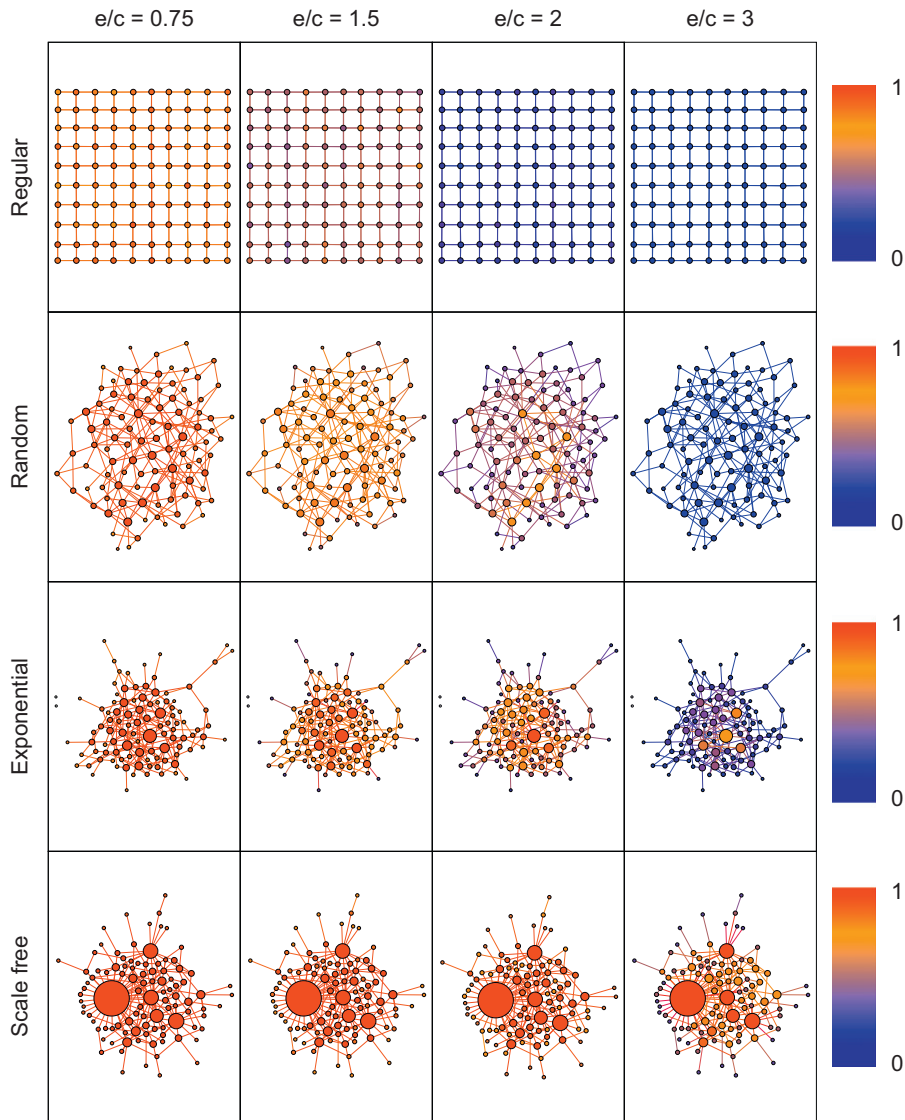 e/c = 0.75
e/c = 1.5
e/c = 2
e/c = 3
Regular
1
0
Random
1
0
Exponential
1
0
Scale free
1
0